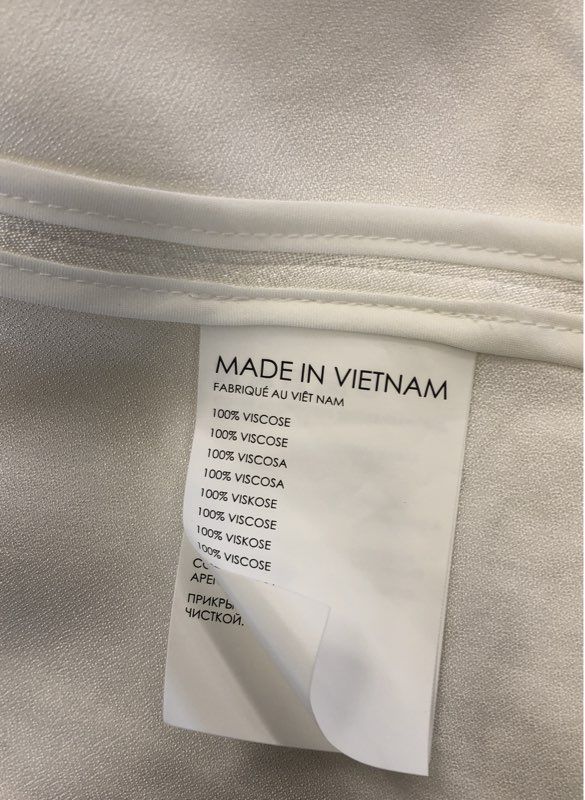 MADE IN VIETNAM
FABRIQUÉ AU VIÊT NAM
100% VISCOSE
100% VISCOSE
100% VISCOSA
100% VISCOSA
100% VISKOSE
100% VISCOSE
100% VISKOSE
100% VISCOSE
ЧИСТКОЙ.